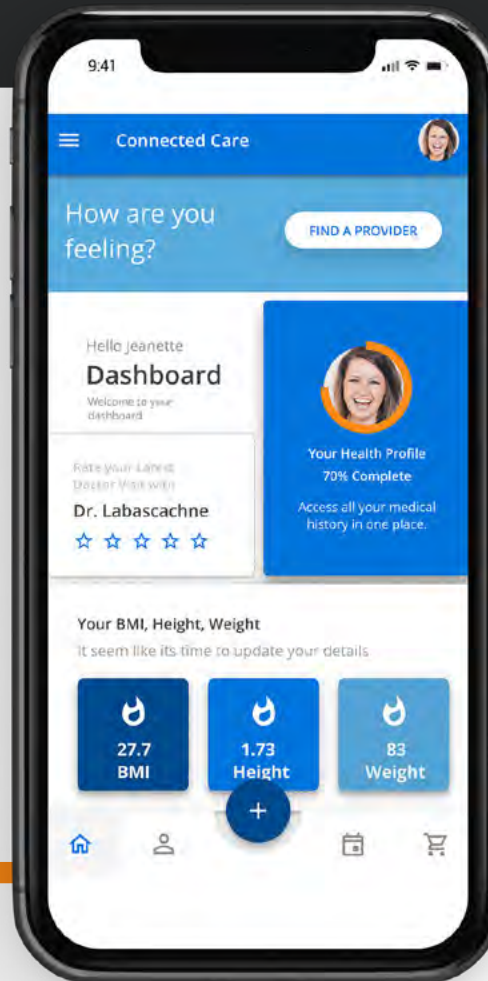 9:41
Connected Care
How are you
feeling?
FIND A PROVIDER
Hello Jeanette
Dashboard
Welcome to your
dashboard
Rate your Latest
Doctor Visit with
Dr. Labascachne
Your Health Profile
70% Complete
Access all your medical
history in one place.
Your BMI, Height, Weight
It seem like its time to update your details
27.7
BMI
1.73
Height
83
Weight
+